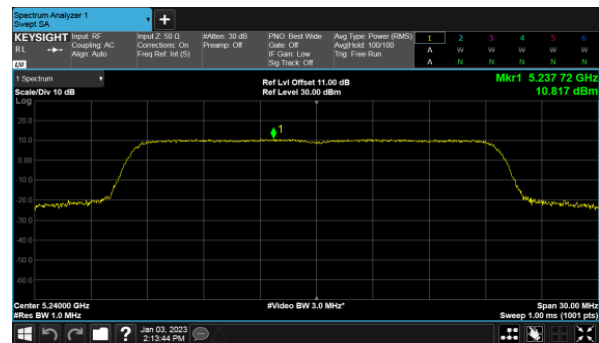 Spectrum Analyzer 1
Swept SA
KEYSIGHT Input: RF Input Z: 50 Ω #Atten: 30 dB PNO: Best Wide Avg Type: Power (RMS) 1 2 3 4 5 6
RL Coupling: AC Corrections: On Preamp: Off Gate: Off Avg|Hold: 100/100 A W W W W W
Align: Auto Freq Ref: Int (S) IF Gain: Low Trig: Free Run
Sig Track: Off A N N N N N
LXI
1 Spectrum Ref Lvl Offset 11.00 dB Mkr1 5.237 72 GHz
Scale/Div 10 dB Ref Level 30.00 dBm 10.817 dBm
Log
20.0
10.0
0.00
-10.0
-20.0
-30.0
-40.0
-50.0
-60.0
1
Center 5.24000 GHz #Video BW 3.0 MHz* Span 30.00 MHz
#Res BW 1.0 MHz Sweep 1.00 ms (1001 pts)
? Jan 03, 2023
2:13:44 PM